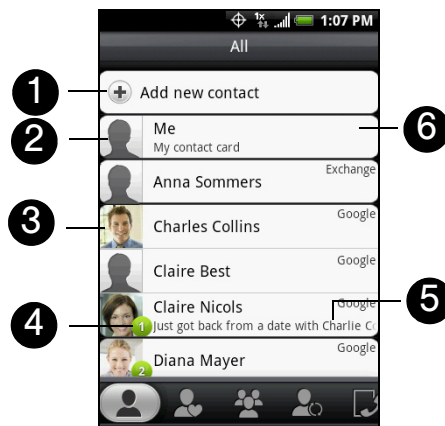 1x 1:07 PM
All
1 Add new contact
2 Me 6
My contact card
Exchange
Anna Sommers
3 Google
Charles Collins
Google
Claire Best
Google
4 Claire Nicols 5
1 Just got back from a date with Charlie Co
Google
Diana Mayer
2